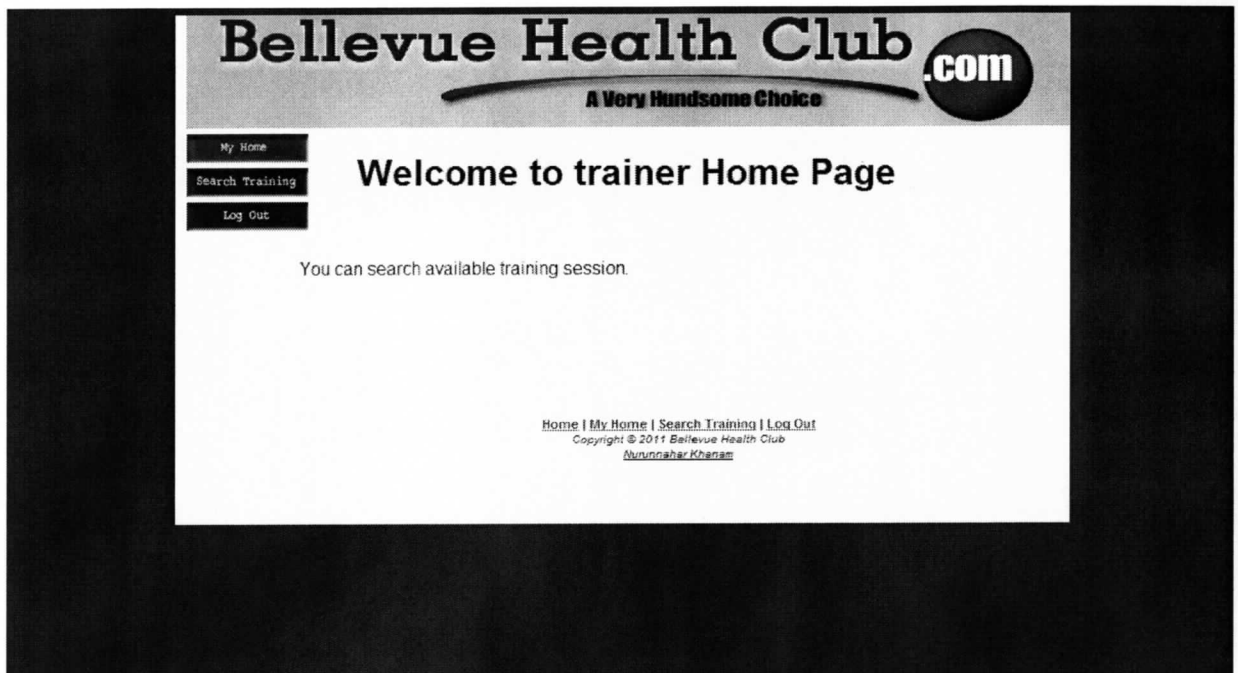 Bellevue Health Club
.com
A Very Hundsome Choice
My Home
Search Training
Log Out
Welcome to trainer Home Page
You can search available training session.
Home | My Home | Search Training | Log Out
Copyright © 2011 Bellevue Health Club
Nurunnahar Khanam